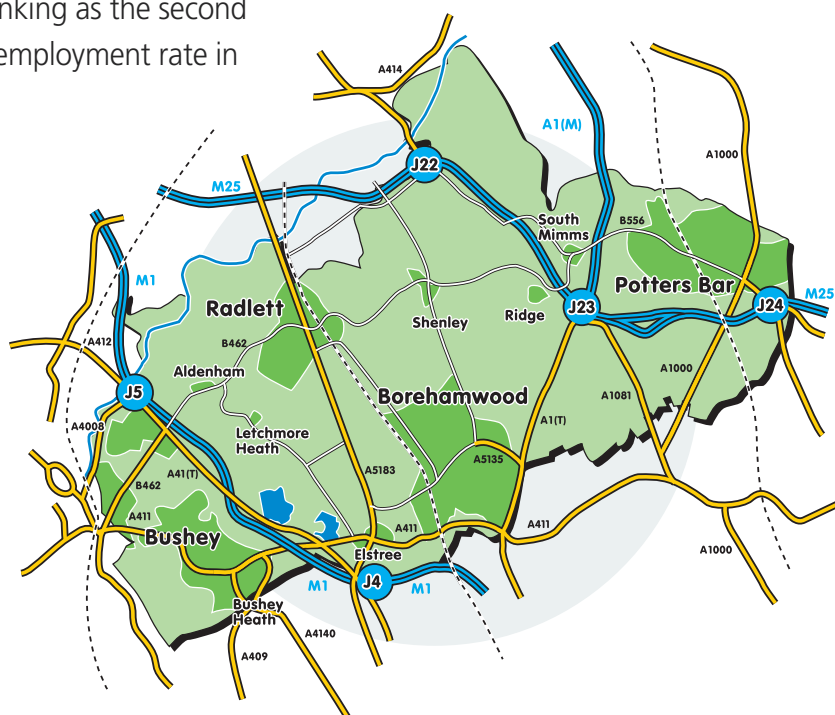 nking as the second
employment rate in
A414
J22
A1(M)
A1000
M25
South
Mimms
B556
M1
Potters Bar
Radlett
J24
M25
J23
Ridge
Shenley
A412
B462
Aldenham
A1000
J5
Borehamwood
A1081
A4008
A1(T)
Letchmore
Heath
A5135
A5183
A41(T)
B462
A411
A411
A411
Bushey
Elstree
A1000
J4
M1
M1
Bushey
Heath
A4140
A409